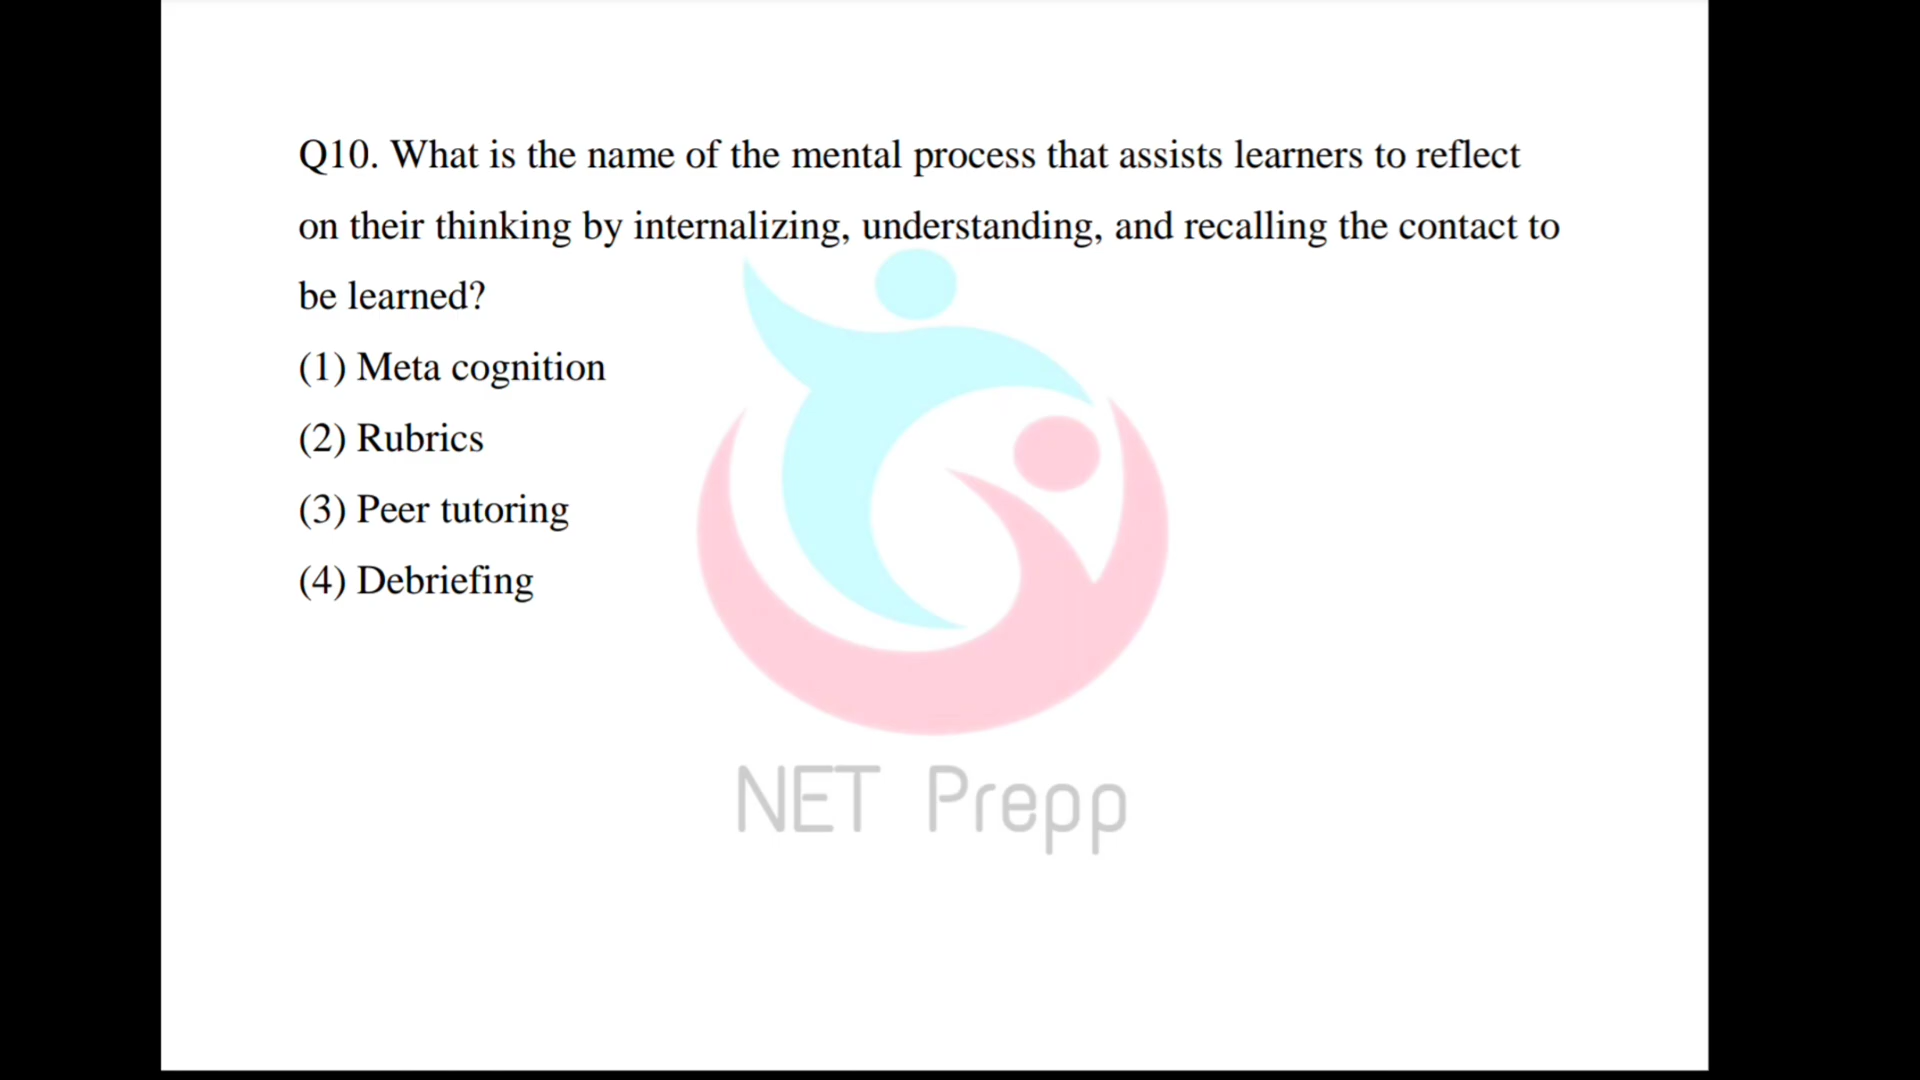 Q10. What is the name of the mental process that assists learners to reflect
on their thinking by internalizing, understanding, and recalling the contact to
be learned?
(1) Meta cognition
(2) Rubrics
(3) Peer tutoring
(4) Debriefing
NET Prepp